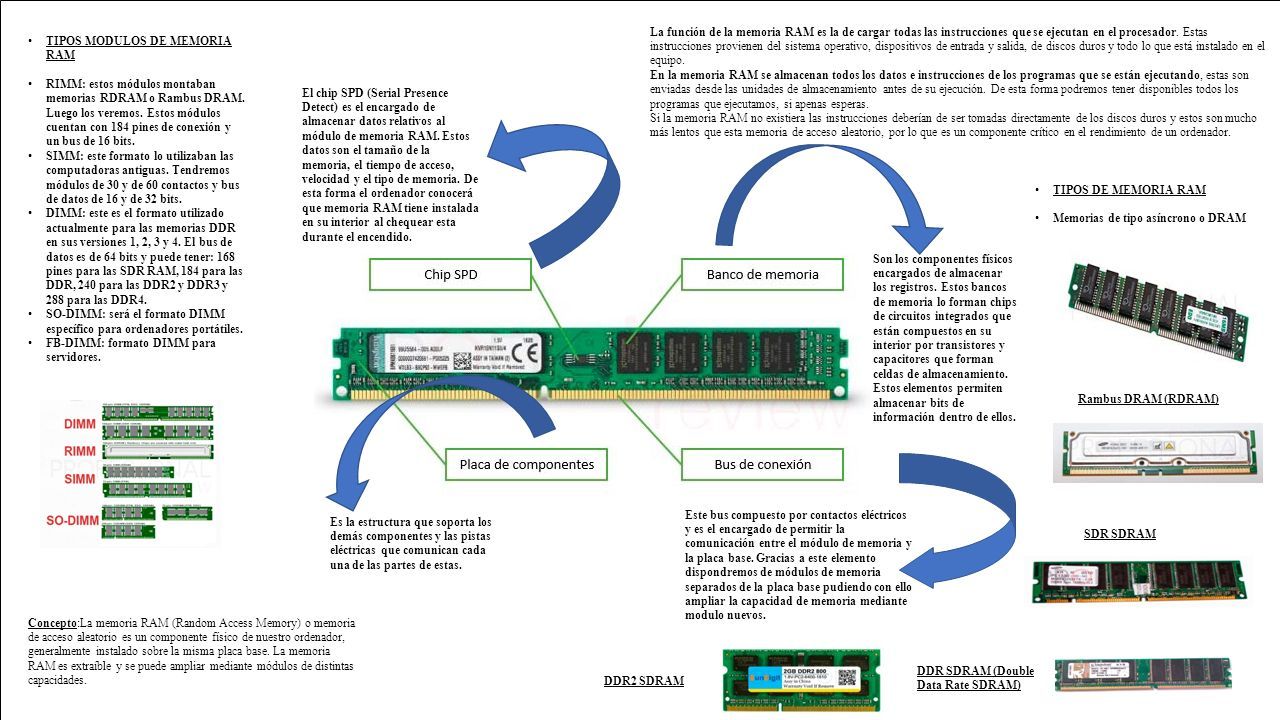 • TIPOS MODULOS DE MEMORIA
RAM
• RIMM: estos módulos montaban
memorias RDRAM o Rambus DRAM.
Luego los veremos. Estos módulos
cuentan con 184 pines de conexión y
un bus de 16 bits.
• SIMM: este formato lo utilizaban las
computadoras antiguas. Tendremos
módulos de 30 y de 60 contactos y bus
de datos de 16 y de 32 bits.
• DIMM: este es el formato utilizado
actualmente para las memorias DDR
en sus versiones 1, 2, 3 y 4. El bus de
datos es de 64 bits y puede tener: 168
pines para las SDR RAM, 184 para las
DDR, 240 para las DDR2 y DDR3 y
288 para las DDR4.
• SO-DIMM: será el formato DIMM
específico para ordenadores portátiles.
• FB-DIMM: formato DIMM para
servidores.
DIMM
RIMM
SIMM
SO-DIMM
Concepto:La memoria RAM (Random Access Memory) o memoria
de acceso aleatorio es un componente físico de nuestro ordenador,
generalmente instalado sobre la misma placa base. La memoria
RAM es extraíble y se puede ampliar mediante módulos de distintas
capacidades
El chip SPD (Serial Presence
Detect) es el encargado de
almacenar datos relativos al
módulo de memoria RAM. Estos
datos son el tamaño de la
memoria, el tiempo de acceso,
velocidad y el tipo de memoria. De
esta forma el ordenador conocerá
que memoria RAM tiene instalada
en su interior al chequear esta
durante el encendido.
La función de la memoria RAM es la de cargar todas las instrucciones que se ejecutan en el procesador. Estas
instrucciones provienen del sistema operativo, dispositivos de entrada y salida, de discos duros y todo lo que está instalado en el
equipo.
En la memoria RAM se almacenan todos los datos e instrucciones de los programas que se están ejecutando, estas son
enviadas desde las unidades de almacenamiento antes de su ejecución. De esta forma podremos tener disponibles todos los
programas que ejecutamos, si apenas esperas.
Si la memoria RAM no existiera las instrucciones deberían de ser tomadas directamente de los discos duros y estos son mucho
más lentos que esta memoria de acceso aleatorio, por lo que es un componente crítico en el rendimiento de un ordenador.
Chip SPD
Banco de memoria
Placa de componentes
Bus de conexión
Son los componentes físicos
encargados de almacenar
los registros. Estos bancos
de memoria lo forman chips
de circuitos integrados que
están compuestos en su
interior por transistores y
capacitores que forman
celdas de almacenamiento.
Estos elementos permiten
almacenar bits de
información dentro de ellos.
Es la estructura que soporta los
demás componentes y las pistas
eléctricas que comunican cada
una de las partes de estas.
Este bus compuesto por contactos eléctricos
y es el encargado de permitir la
comunicación entre el módulo de memoria y
la placa base. Gracias a este elemento
dispondremos de módulos de memoria
separados de la placa base pudiendo con ello
ampliar la capacidad de memoria mediante
modulo nuevos.
• TIPOS DE MEMORIA RAM
• Memorias de tipo asíncrono o DRAM
Rambus DRAM (RDRAM)
SDR SDRAM
DDR SDRAM (Double
Data Rate SDRAM)
DDR2 SDRAM
2GB DDR2 800